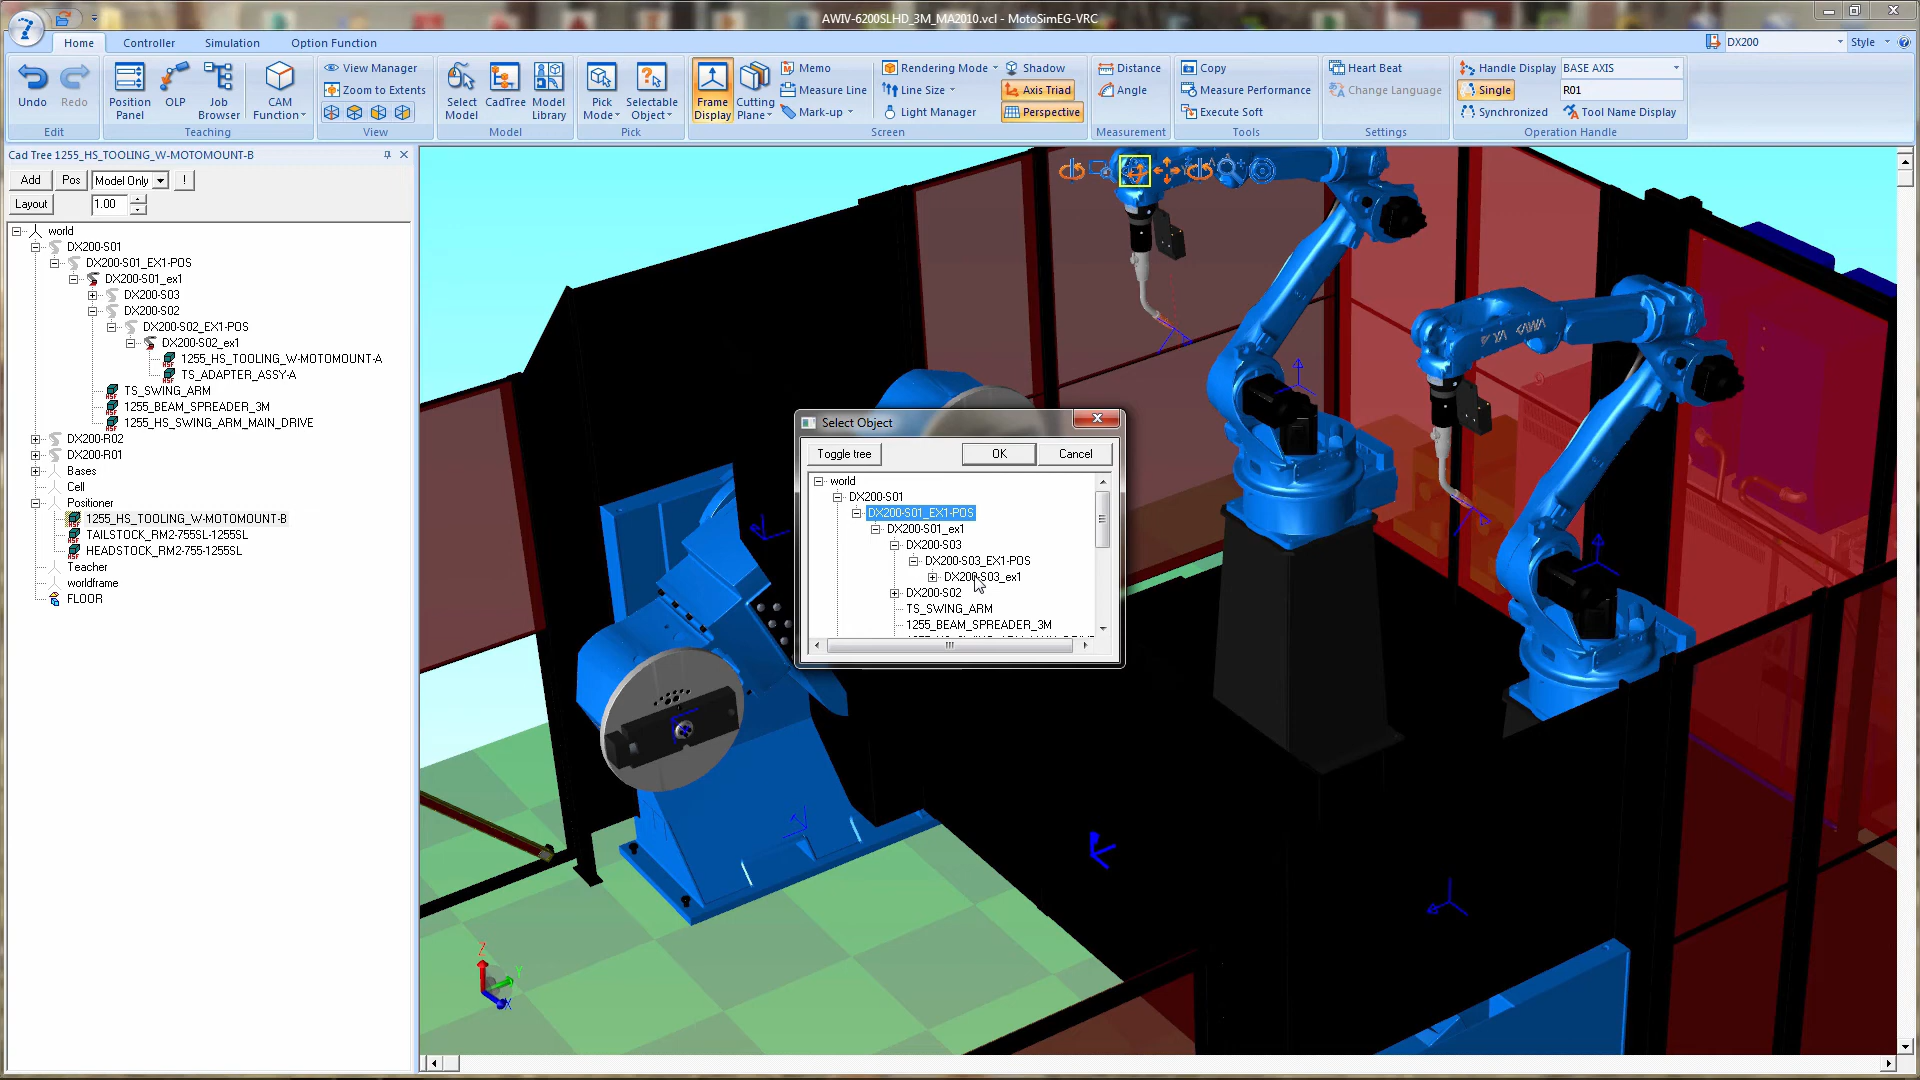 AWIV-6200SLHD_3M_MA2010.vcl - MotoSimEG-VRC
Home
Controller
Simulation
Option Function
DX200
Style
Undo
Redo
Edit
Position Panel
OLP
Job Browser
CAM Function
Teaching
View Manager
Zoom to Extents
View
Select Model
CadTree
Model Library
Model
Pick Mode
Selectable Object
Pick
Frame Display
Cutting Plane
Memo
Measure Line
Mark-up
Rendering Mode
Line Size
Light Manager
Shadow
Axis Triad
Perspective
Screen
Distance
Angle
Measurement
Copy
Measure Performance
Execute Soft
Tools
Heart Beat
Change Language
Settings
Handle Display
BASE AXIS
Single
R01
Synchronized
Tool Name Display
Operation Handle
Cad Tree 1255_HS_TOOLING_W-MOTOMOUNT-B
Add
Pos
Model Only
!
Layout
1.00
world
DX200-S01
DX200-S01_EX1-POS
DX200-S01_ex1
DX200-S03
DX200-S02
DX200-S02_EX1-POS
DX200-S02_ex1
1255_HS_TOOLING_W-MOTOMOUNT-A
TS_ADAPTER_ASSY-A
TS_SWING_ARM
1255_BEAM_SPREADER_3M
1255_HS_SWING_ARM_MAIN_DRIVE
DX200-R02
DX200-R01
Bases
Cell
Positioner
1255_HS_TOOLING_W-MOTOMOUNT-B
TAILSTOCK_RM2-755SL-1255SL
HEADSTOCK_RM2-755-1255SL
Teacher
worldframe
FLOOR
Select Object
Toggle tree
OK
Cancel
world
DX200-S01
DX200-S01_EX1-POS
DX200-S01_ex1
DX200-S03
DX200-S03_EX1-POS
DX200-S03_ex1
DX200-S02
TS_SWING_ARM
1255_BEAM_SPREADER_3M
Z
Y
X